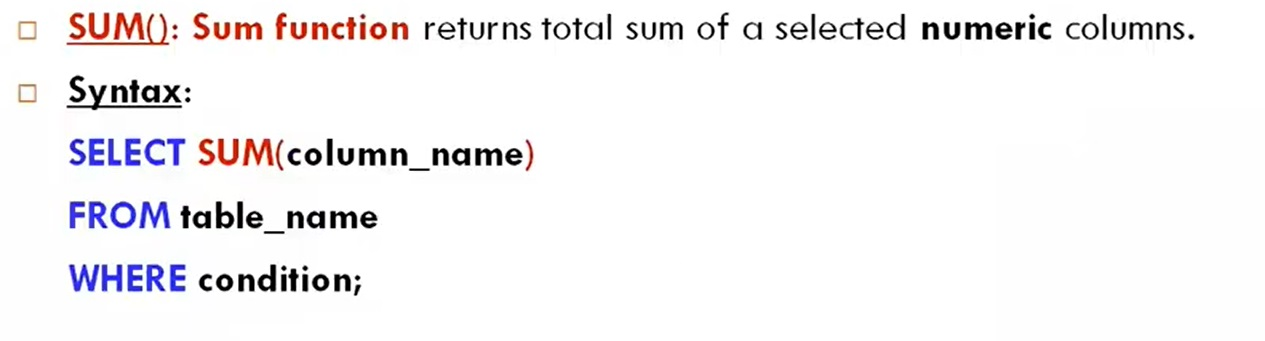 SUM(): Sum function returns total sum of a selected numeric columns.
Syntax:
SELECT SUM(column_name)
FROM table_name
WHERE condition;